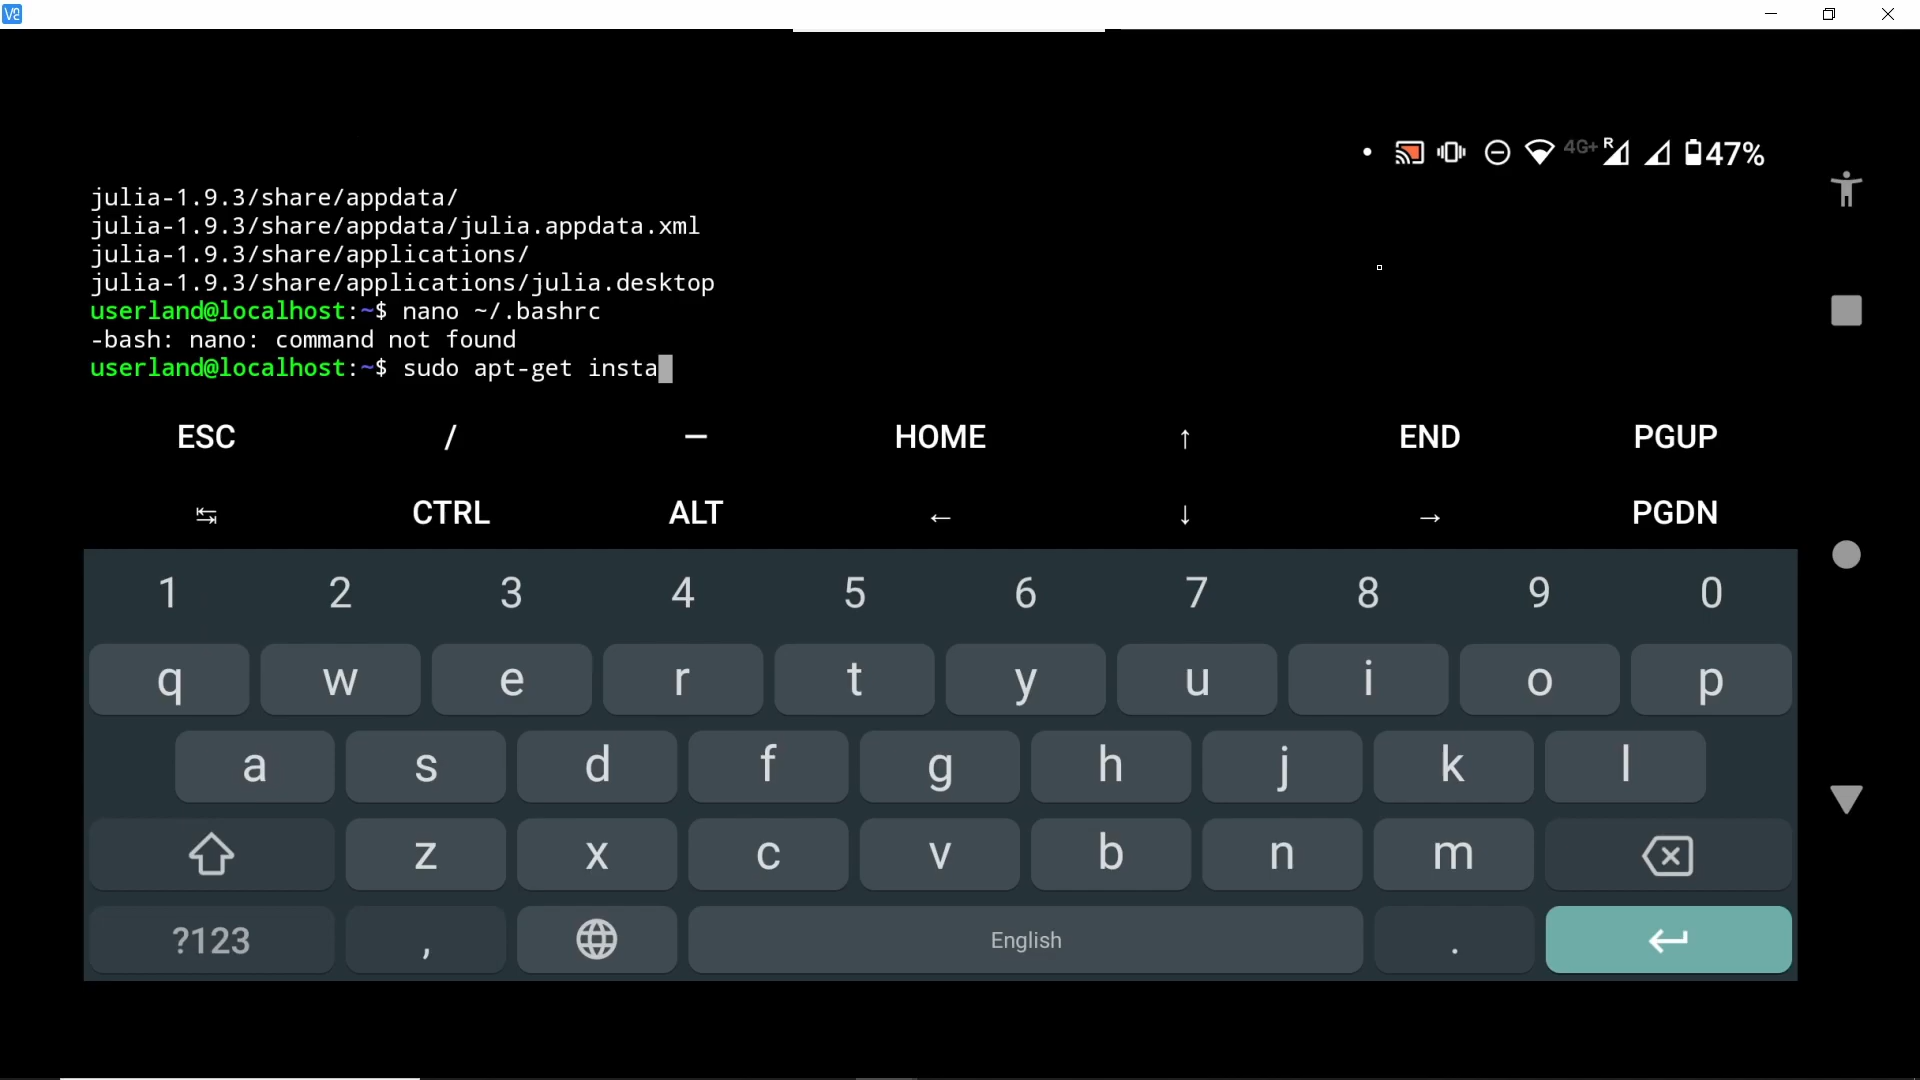 V2
4G+ R 47%
julia-1.9.3/share/appdata/
julia-1.9.3/share/appdata/julia.appdata.xml
julia-1.9.3/share/applications/
julia-1.9.3/share/applications/julia.desktop
userland@localhost:~$ nano ~/.bashrc
-bash: nano: command not found
userland@localhost:~$ sudo apt-get insta
ESC / — HOME ↑ END PGUP
↹ CTRL ALT ← ↓ → PGDN
1 2 3 4 5 6 7 8 9 0
q w e r t y u i o p
a s d f g h j k l
z x c v b n m
?123 , English .